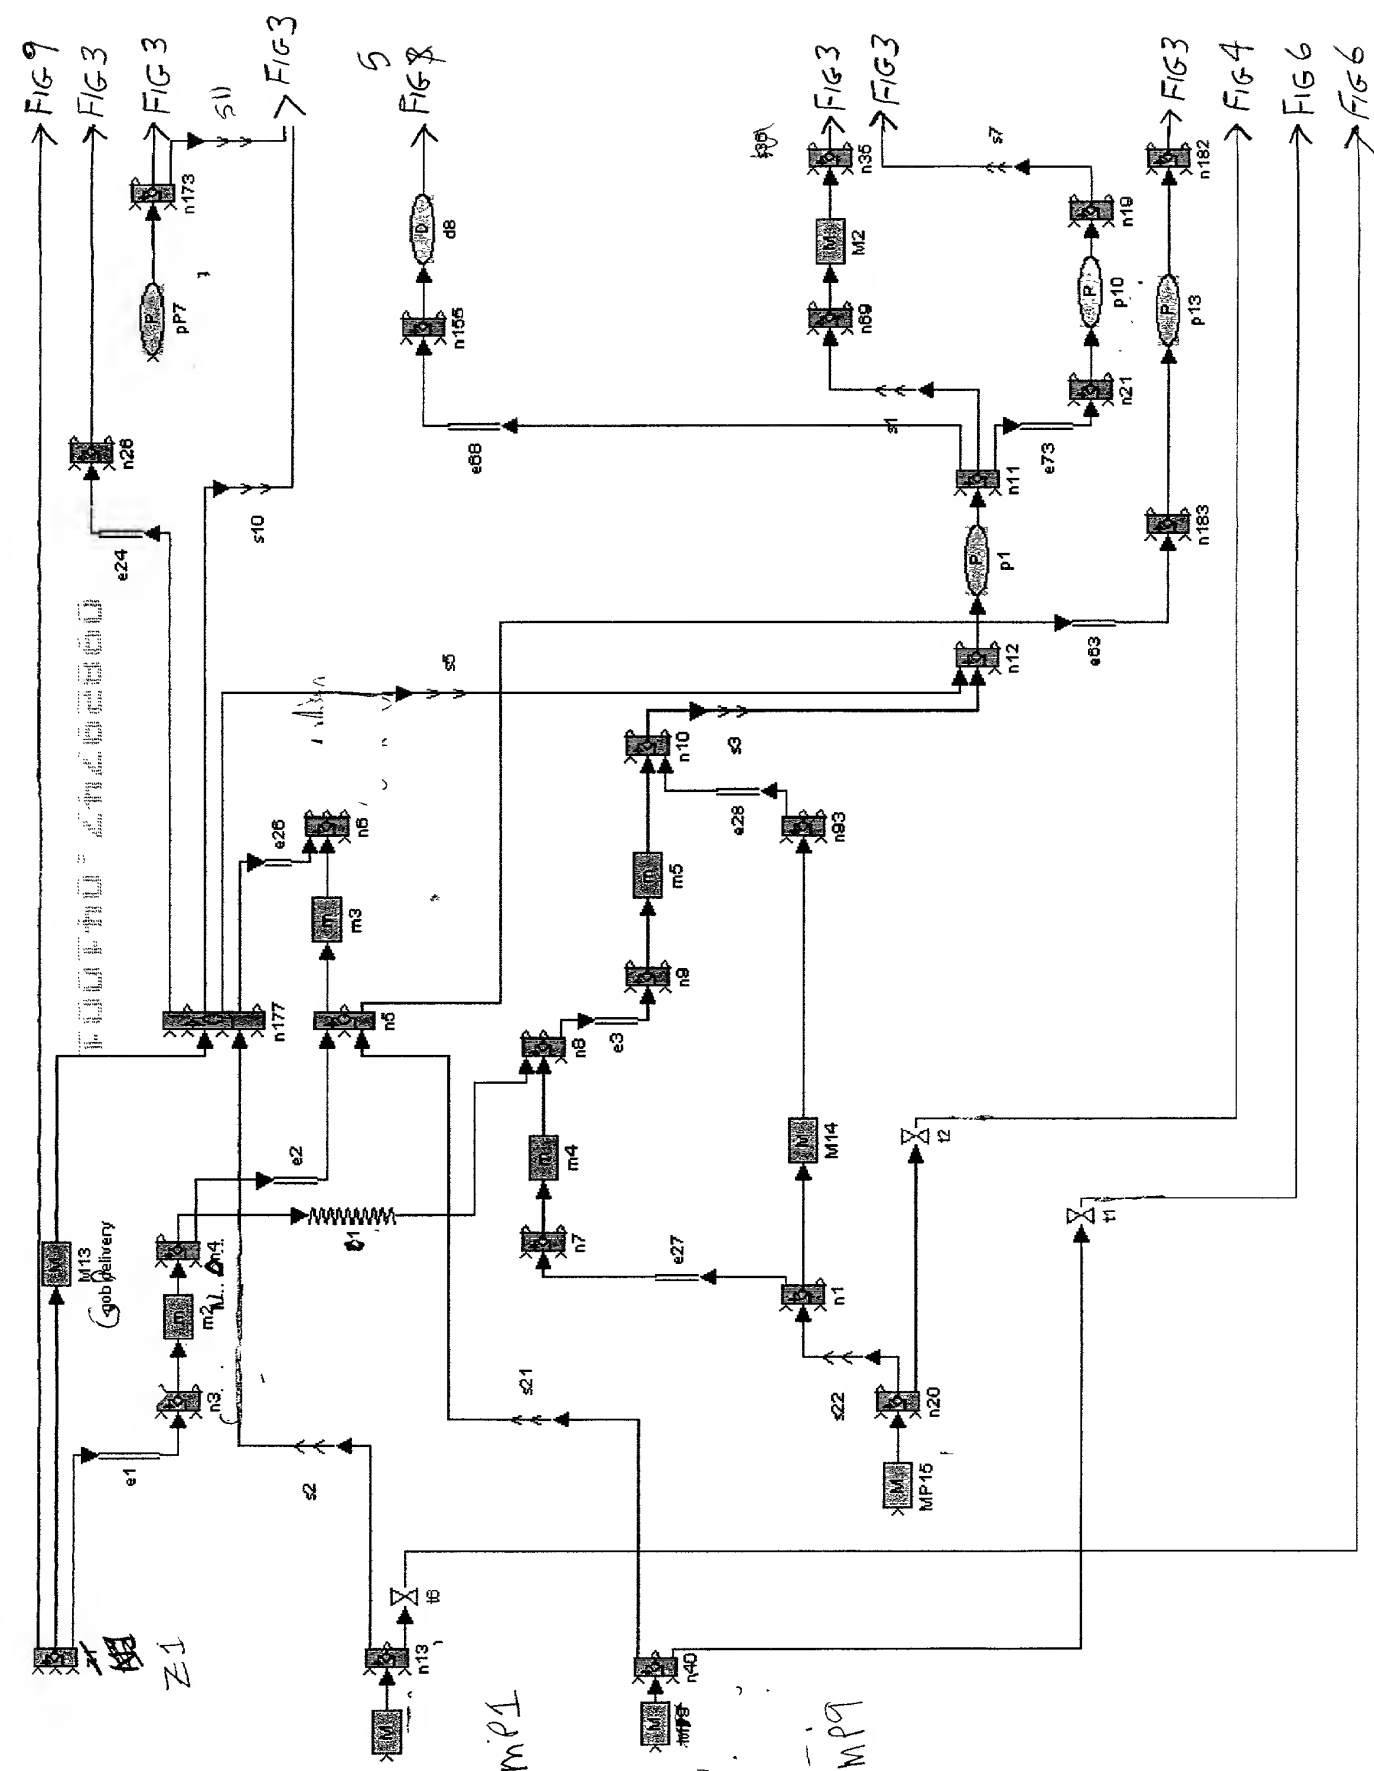 FIG 9
FIG 3
FIG 3
FIG 3
s11
5
FIG
FIG 3
FIG 3
FIG 3
FIG 4
FIG 6
FIG 6
n173
P
pP7
n26
e24
s10
D
d8
n155
e68
n35
M
M2
n69
s1
s7
n19
P
p10
n21
e73
n182
P
p13
n183
e63
n11
P
p1
n12
s5
s3
n10
e28
n93
m
m5
n9
e3
n8
m
m4
n7
e27
M
M14
n1
s22
n20
M
MP15
t2
t1
n177
e26
n6
m
m3
n5
e2
M
M13
gob delivery
n4
m
m2
n3
e1
s2
s21
Z1
n13
t6
M
MP1
n40
M
MP9